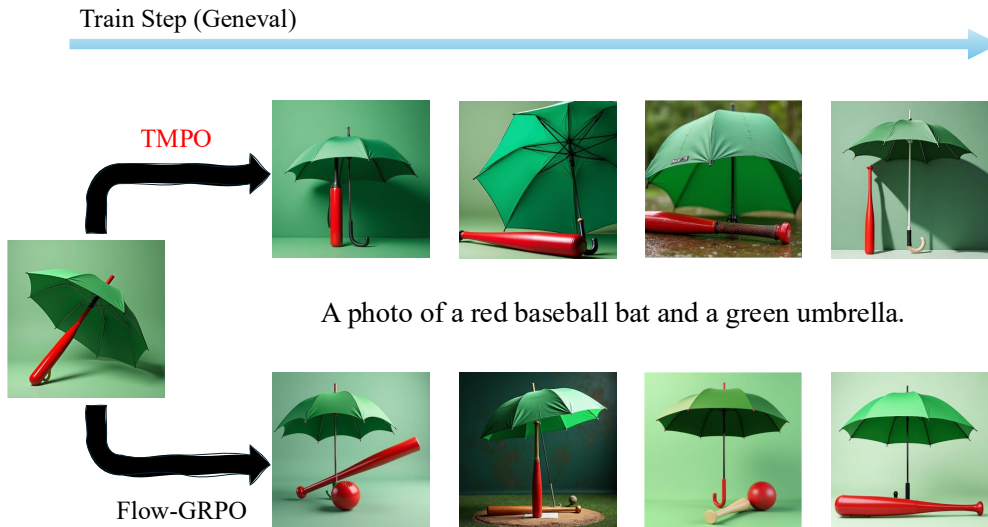 Train Step (Geneval)
TMPO
A photo of a red baseball bat and a green umbrella.
Flow-GRPO